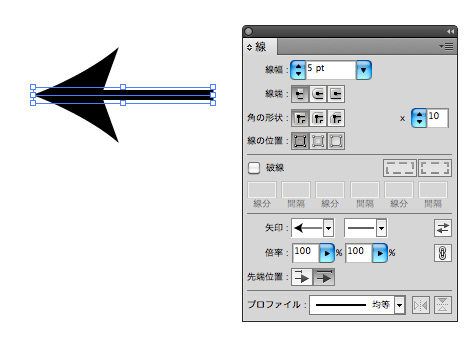 線
線幅： 5 pt
線端：
角の形状： x 10
線の位置：
破線
線分 間隔 線分 間隔 線分 間隔
矢印：
倍率： 100 % 100 %
先端位置：
プロファイル： 均等